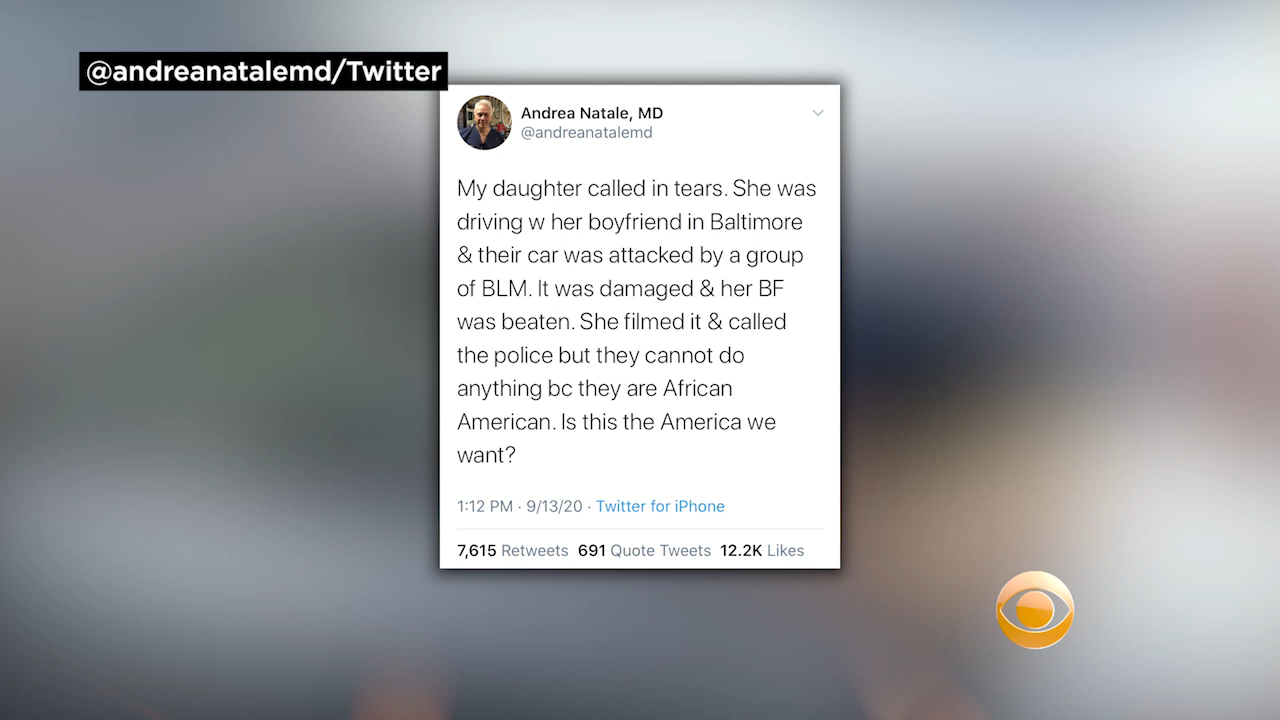 @andreanatalemd/Twitter
Andrea Natale, MD
@andreanatalemd
My daughter called in tears. She was
driving w her boyfriend in Baltimore
& their car was attacked by a group
of BLM. It was damaged & her BF
was beaten. She filmed it & called
the police but they cannot do
anything bc they are African
American. Is this the America we
want?
1:12 PM · 9/13/20 · Twitter for iPhone
7,615 Retweets 691 Quote Tweets 12.2K Likes